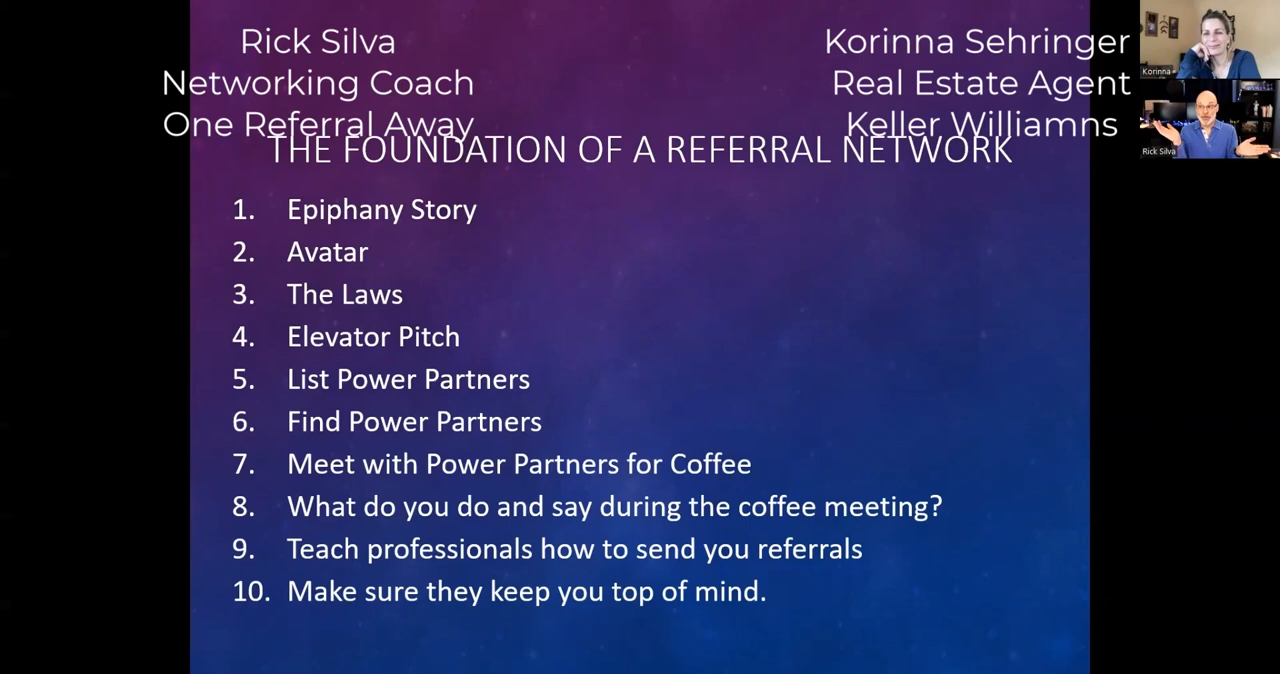 Rick Silva
Networking Coach
One Referral Away
Korinna Sehringer
Real Estate Agent
Keller Williamns
Korinna
Rick Silva
THE FOUNDATION OF A REFERRAL NETWORK
1. Epiphany Story
2. Avatar
3. The Laws
4. Elevator Pitch
5. List Power Partners
6. Find Power Partners
7. Meet with Power Partners for Coffee
8. What do you do and say during the coffee meeting?
9. Teach professionals how to send you referrals
10. Make sure they keep you top of mind.